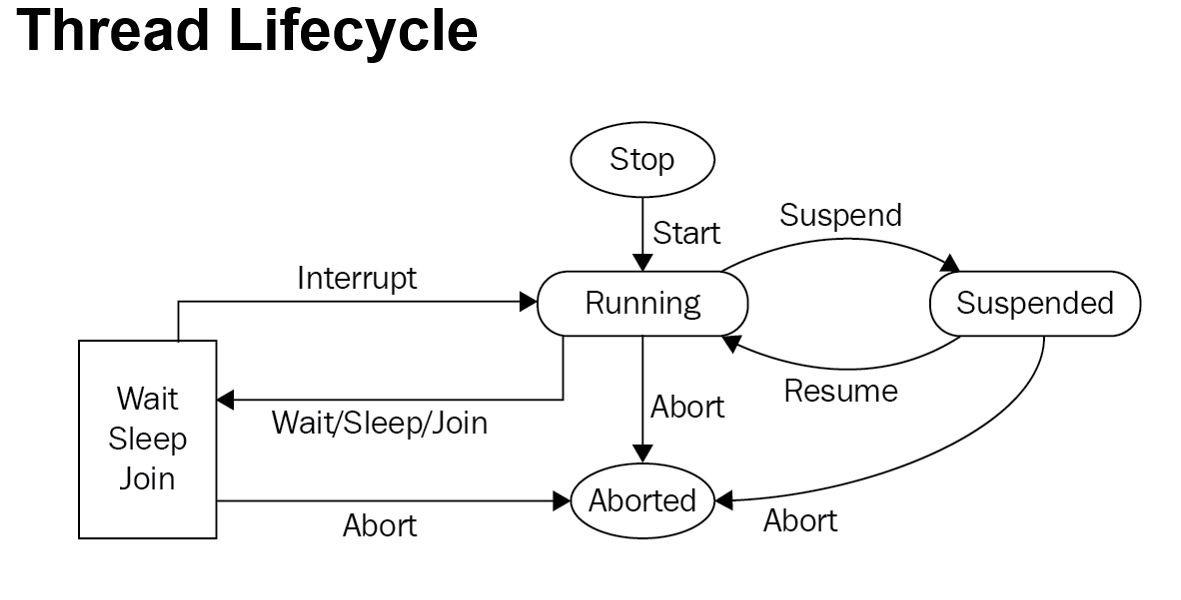 Thread Lifecycle
Stop
Start
Suspend
Interrupt
Running
Suspended
Resume
Wait
Sleep
Join
Wait/Sleep/Join
Abort
Aborted
Abort
Abort